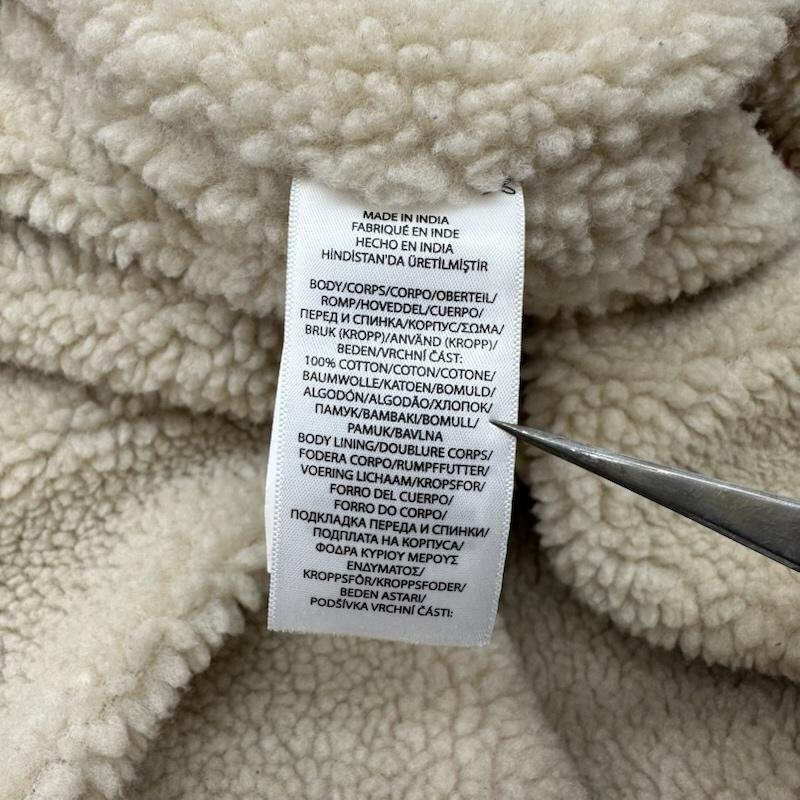 MADE IN INDIA
FABRIQUÉ EN INDE
HECHO EN INDIA
HİNDİSTAN'DA ÜRETİLMİŞTİR
BODY/CORPS/CORPO/OBERTEIL/
ROMP/HOVEDDEL/CUERPO/
ПЕРЕД И СПИНКА/КОРПУС/ΣΩΜΑ/
BRUK (KROPP)/ANVÄND (KROPP)/
BEDEN/VRCHNÍ ČÁST:
100% COTTON/COTON/COTONE/
BAUMWOLLE/KATOEN/BOMULD/
ALGODÓN/ALGODÃO/ХЛОПОК/
ПАМУК/BAMBAKI/BOMULL/
PAMUK/BAVLNA
BODY LINING/DOUBLURE CORPS/
FODERA CORPO/RUMPFFUTTER/
VOERING LICHAAM/KROPSFOR/
FORRO DEL CUERPO/
FORRO DO CORPO/
ПОДКЛАДКА ПЕРЕДА И СПИНКИ/
ПОДПЛАТА НА КОРПУСА/
ΦΟΔΡΑ ΚΥΡΙΟΥ ΜΕΡΟΥΣ
ΕΝΔΥΜΑΤΟΣ/
KROPPSFÔR/KROPPSFODER/
BEDEN ASTARI/
PODŠÍVKA VRCHNÍ ČÁSTI: